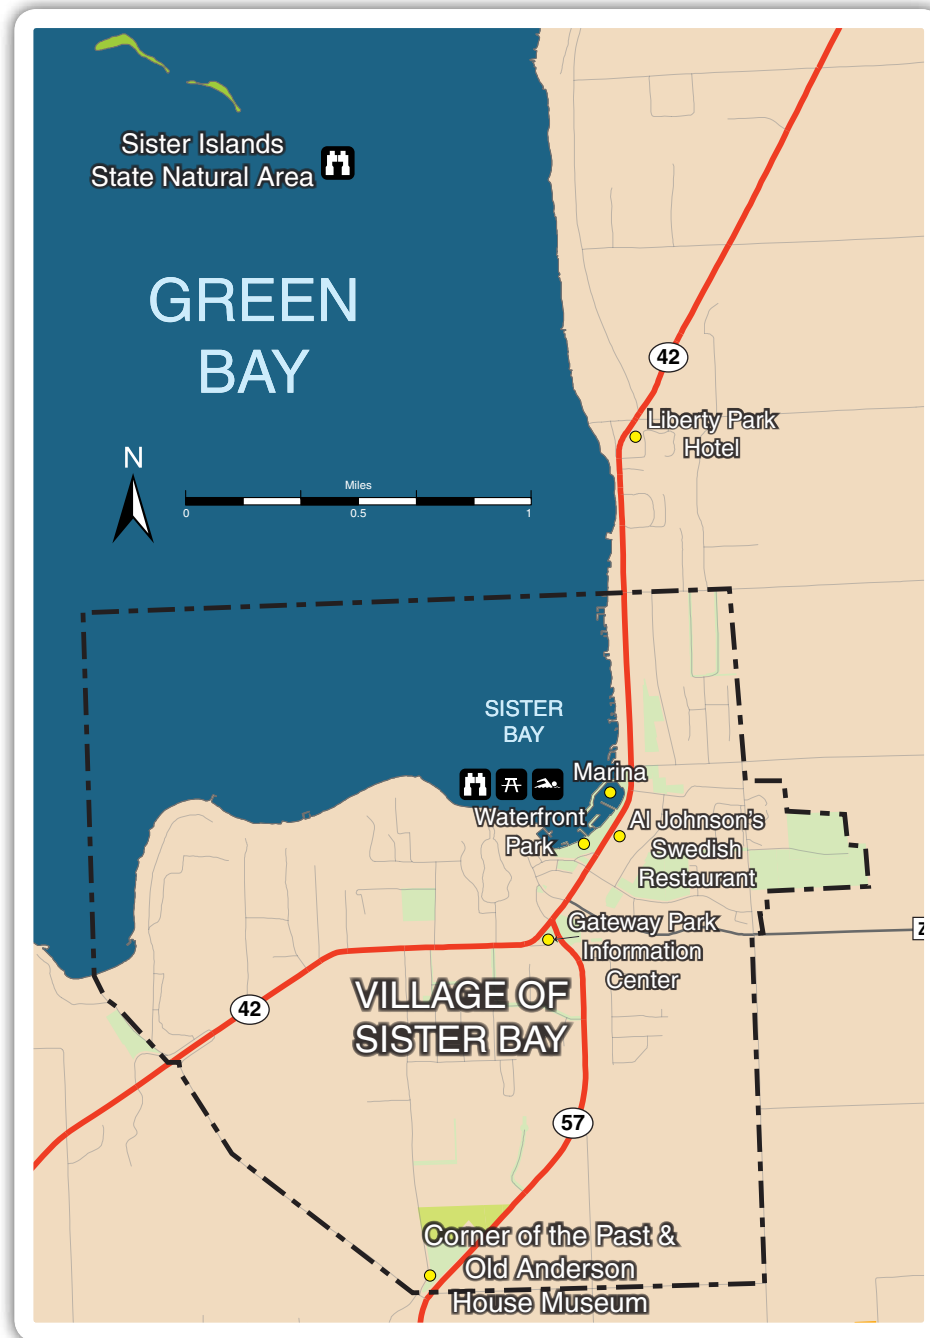 Sister Islands
State Natural Area
GREEN
BAY
42
Liberty Park
Hotel
N
Miles
0
0.5
1
SISTER
BAY
Marina
Waterfront
Park
Al Johnson's
Swedish
Restaurant
Gateway Park
Information
Center
Z
VILLAGE OF
SISTER BAY
42
57
Corner of the Past &
Old Anderson
House Museum